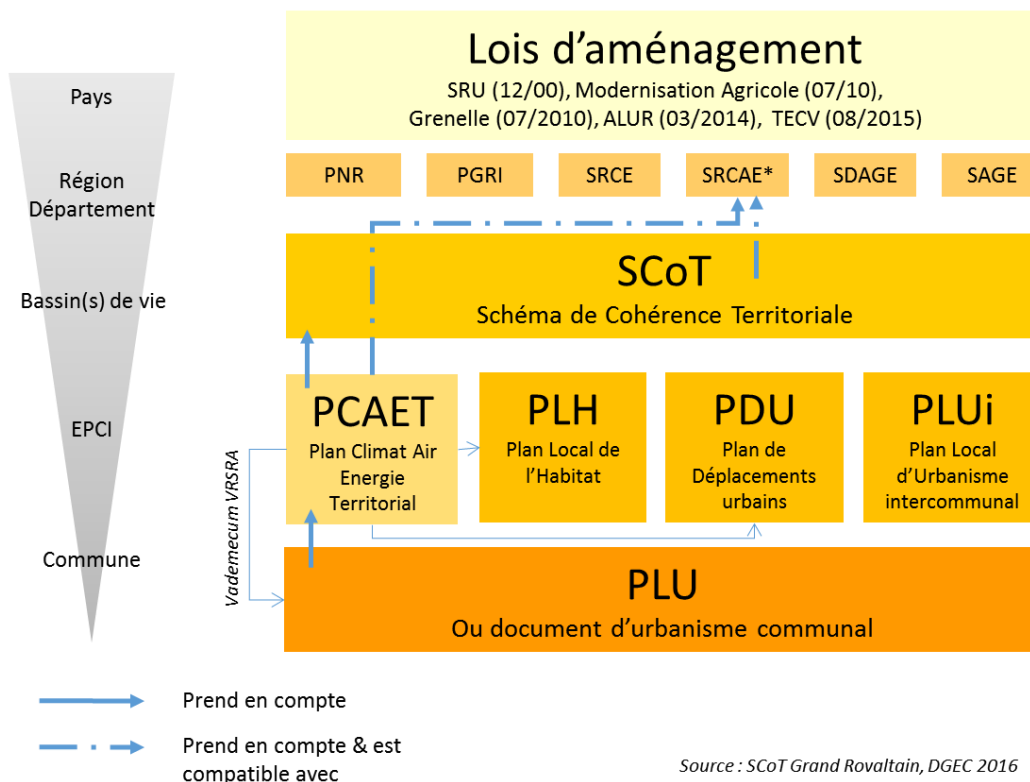 Lois d'aménagement
SRU (12/00), Modernisation Agricole (07/10),
Grenelle (07/2010), ALUR (03/2014), TECV (08/2015)
Pays
Région
Département
Bassin(s) de vie
EPCI
Commune
PNR
PGRI
SRCE
SRCAE*
SDAGE
SAGE
SCoT
Schéma de Cohérence Territoriale
PCAET
Plan Climat Air
Energie
Territorial
PLH
Plan Local de
l'Habitat
PDU
Plan de
Déplacements
urbains
PLUi
Plan Local
d'Urbanisme
intercommunal
Vademecum VRSRA
PLU
Ou document d'urbanisme communal
Prend en compte
Prend en compte & est
compatible avec
Source : SCoT Grand Rovaltain, DGEC 2016